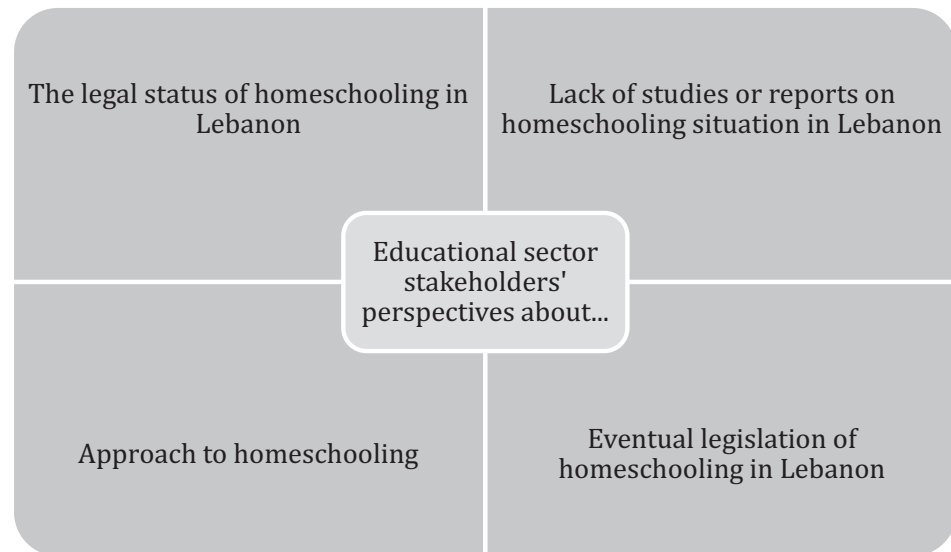 The legal status of homeschooling in
Lebanon
Lack of studies or reports on
homeschooling situation in Lebanon
Educational sector
stakeholders'
perspectives about...
Approach to homeschooling
Eventual legislation of
homeschooling in Lebanon